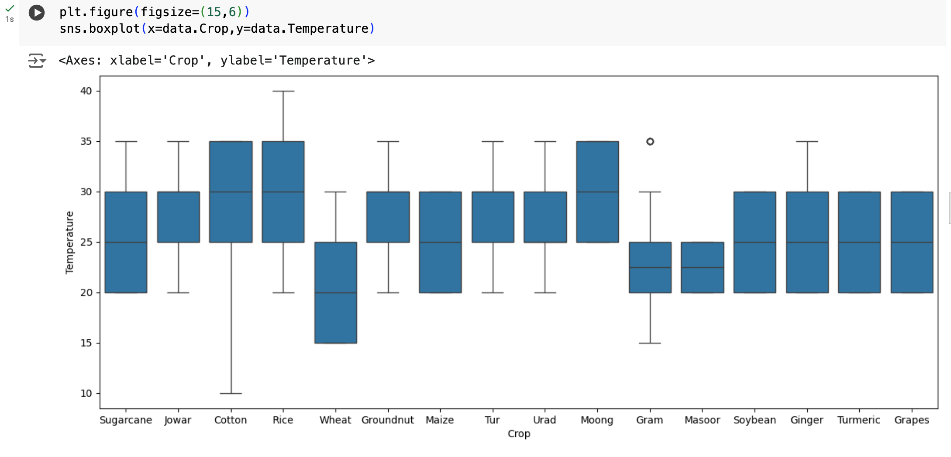 plt.figure(figsize=(15,6))
sns.boxplot(x=data.Crop,y=data.Temperature)
1s
<Axes: xlabel='Crop', ylabel='Temperature'>
40
35
30
25
20
15
10
Temperature
Sugarcane Jowar Cotton Rice Wheat Groundnut Maize Tur Urad Moong Gram Masoor Soybean Ginger Turmeric Grapes
Crop